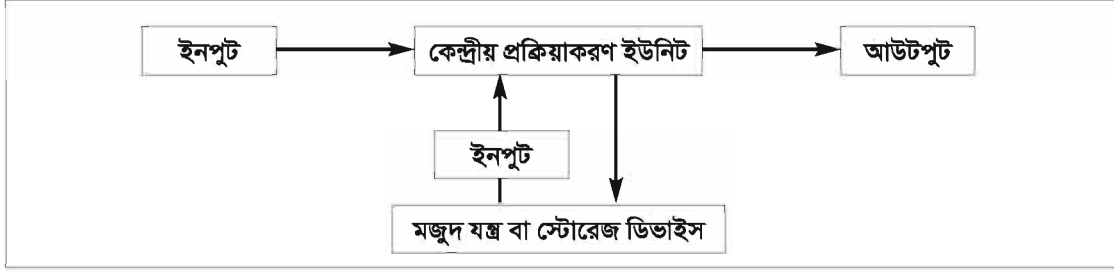 ইনপুট
কেন্দ্রীয় প্রক্রিয়াকরণ ইউনিট
আউটপুট
ইনপুট
মজুদ যন্ত্র বা স্টোরেজ ডিভাইস